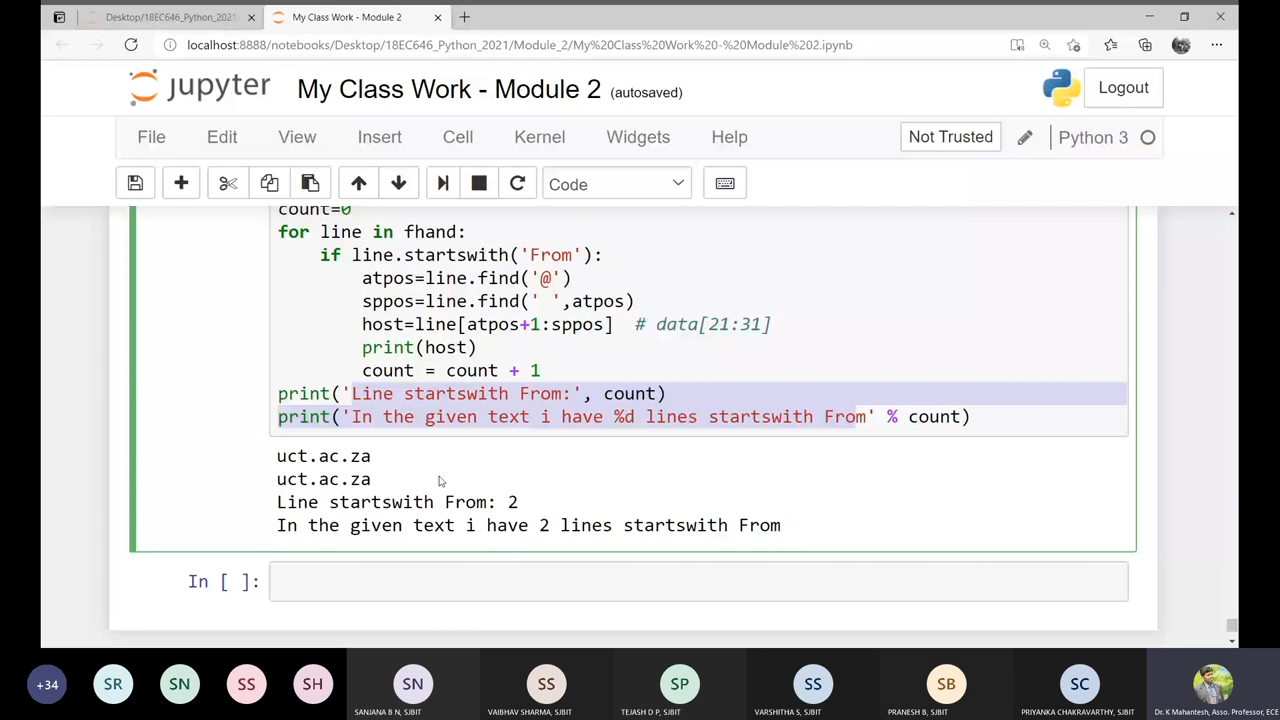 Desktop/18EC646_Python_2021
My Class Work - Module 2
localhost:8888/notebooks/Desktop/18EC646_Python_2021/Module_2/My%20Class%20Work%20-%20Module%202.ipynb
jupyter My Class Work - Module 2 (autosaved) Logout
File Edit View Insert Cell Kernel Widgets Help Not Trusted Python 3
Code
count=0
for line in fhand:
if line.startswith('From'):
atpos=line.find('@')
sppos=line.find(' ',atpos)
host=line[atpos+1:sppos] # data[21:31]
print(host)
count = count + 1
print('Line startswith From:', count)
print('In the given text i have %d lines startswith From' % count)
uct.ac.za
uct.ac.za
Line startswith From: 2
In the given text i have 2 lines startswith From
In [ ]:
+34 SR SN SS SH SN SS SP SS SB SC
SANJANA B N, SJBIT VAIBHAV SHARMA, SJBIT TEJASH D P, SJBIT VARSHITHA S, SJBIT PRANESH B, SJBIT PRIYANKA CHAKRAVARTHY, SJBIT Dr. K Mahantesh, Asso. Professor, ECE